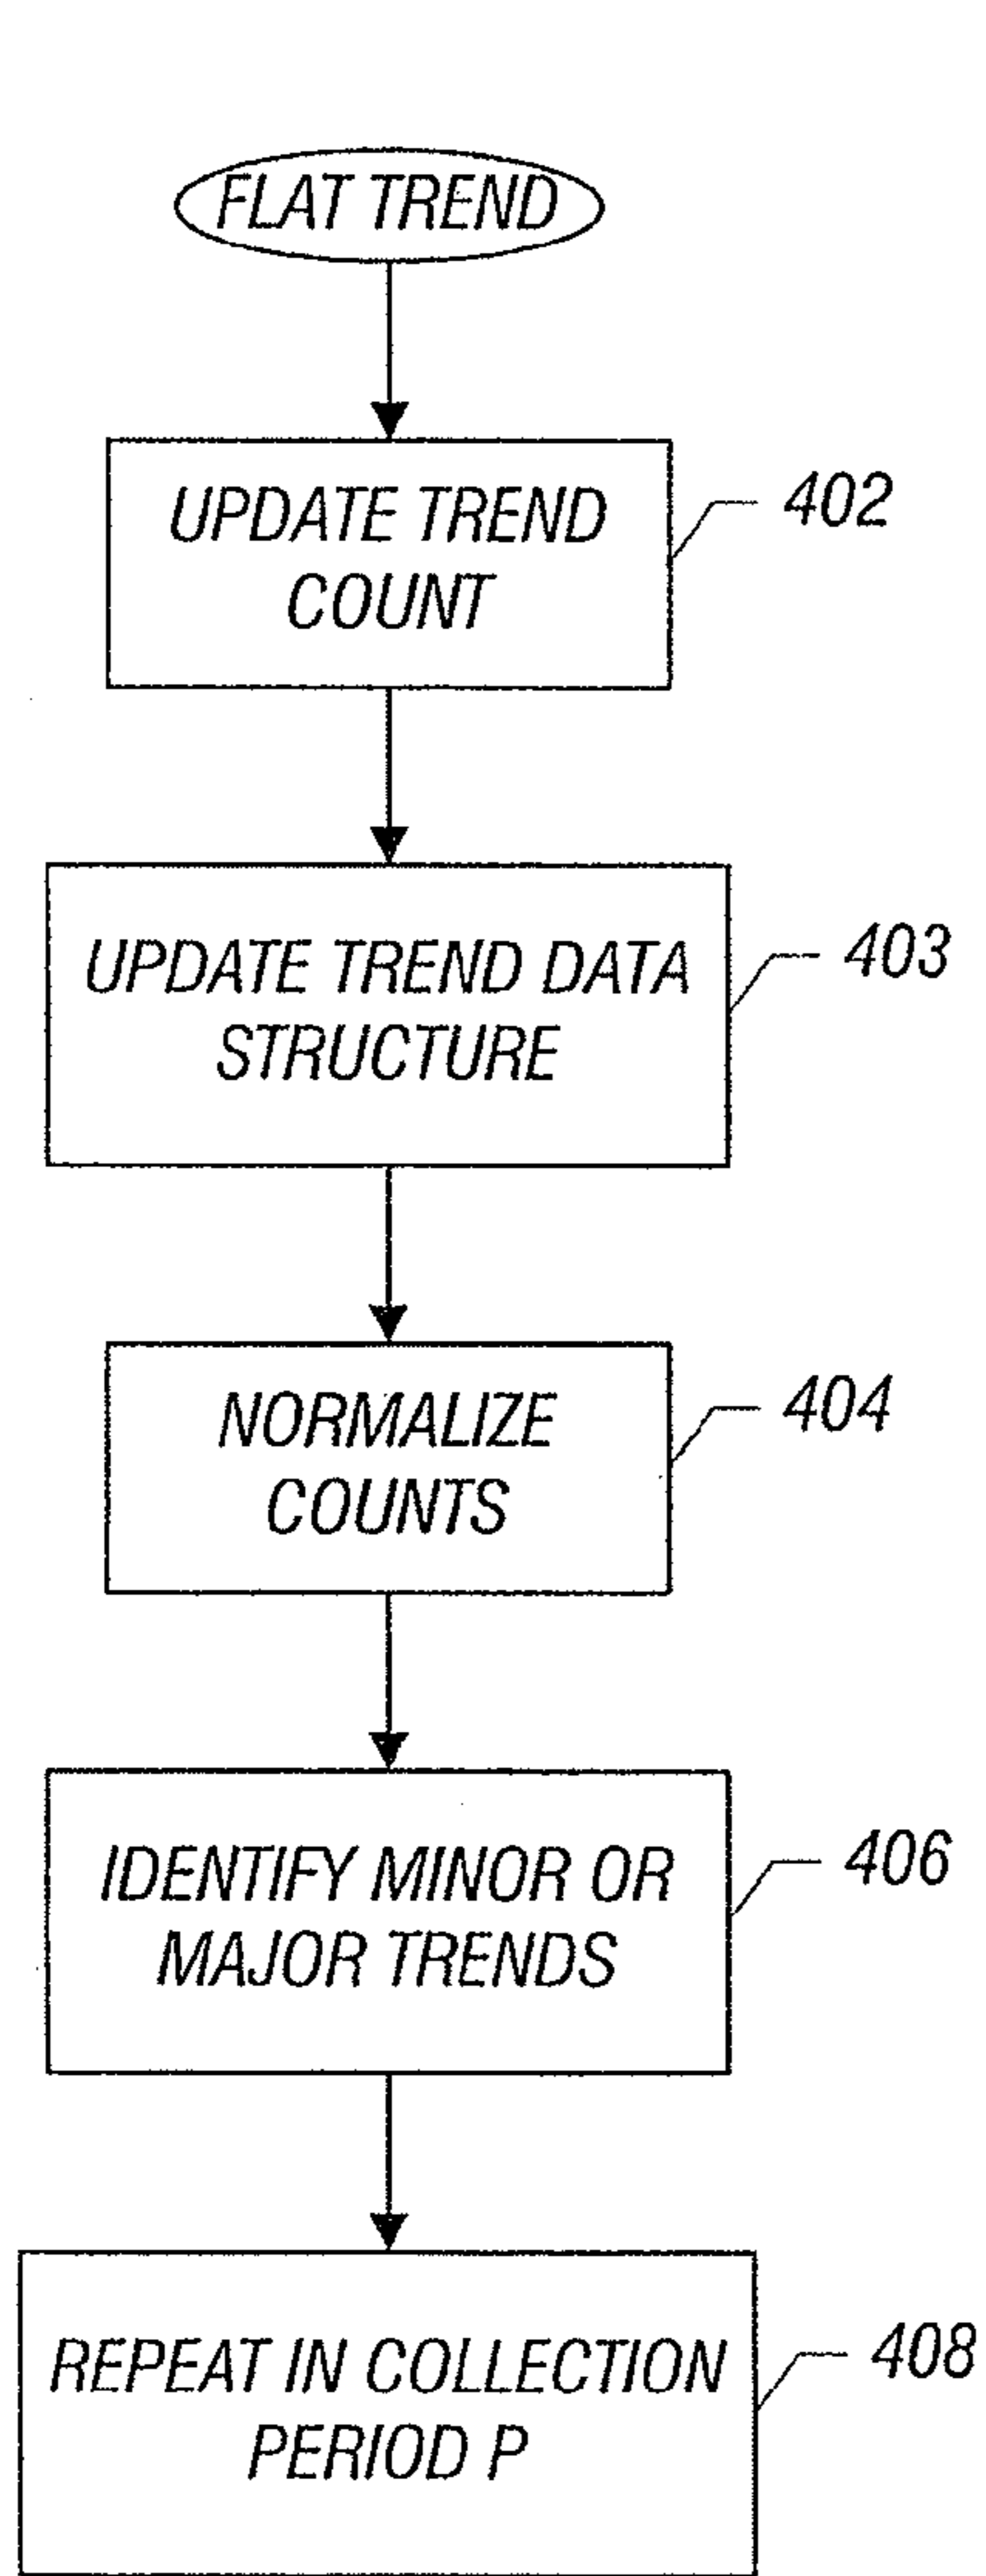 FLAT TREND
UPDATE TREND
COUNT
402
UPDATE TREND DATA
STRUCTURE
403
NORMALIZE
COUNTS
404
IDENTIFY MINOR OR
MAJOR TRENDS
406
REPEAT IN COLLECTION
PERIOD P
408